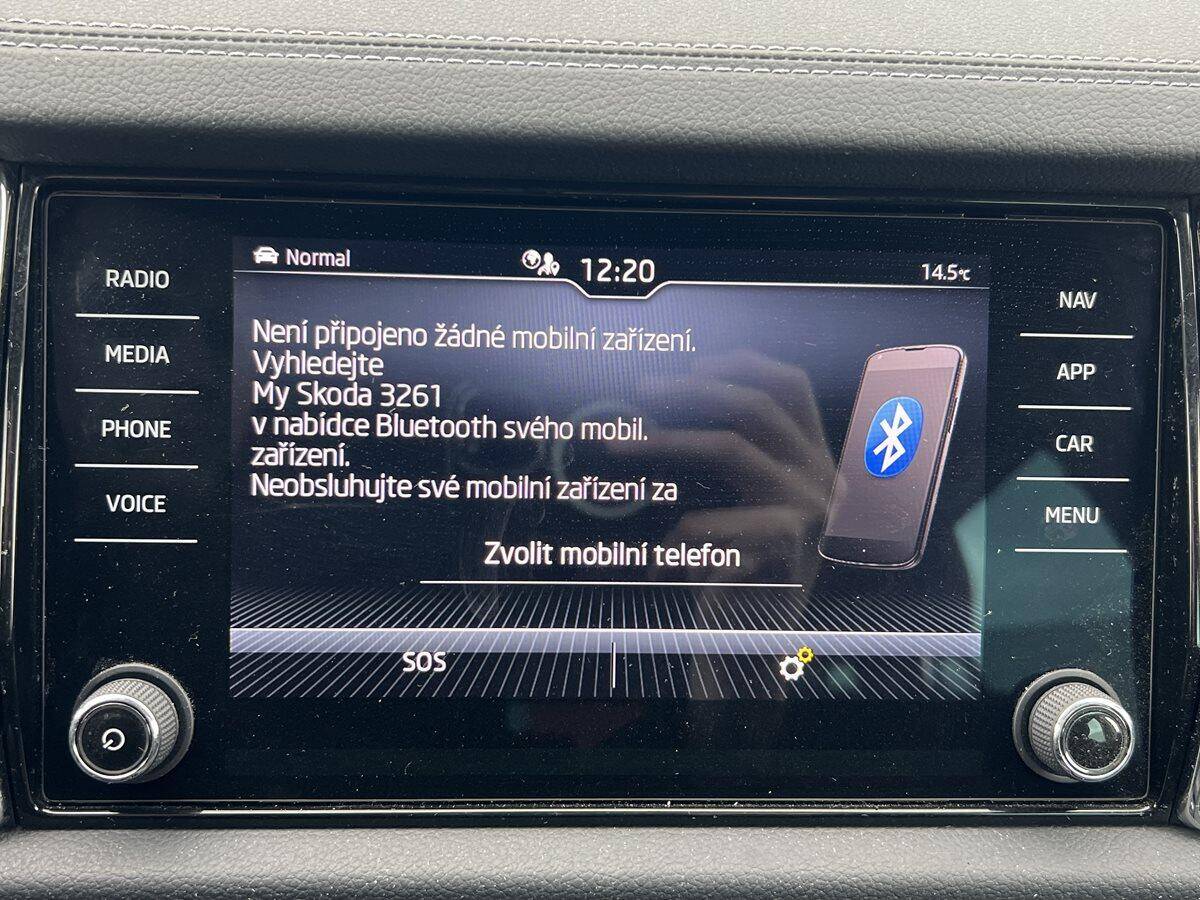 Normal
12:20
14.5°C
RADIO
MEDIA
PHONE
VOICE
Není připojeno žádné mobilní zařízení.
Vyhledejte
My Skoda 3261
v nabídce Bluetooth svého mobil.
zařízení.
Neobsluhujte své mobilní zařízení za
Zvolit mobilní telefon
SOS
NAV
APP
CAR
MENU